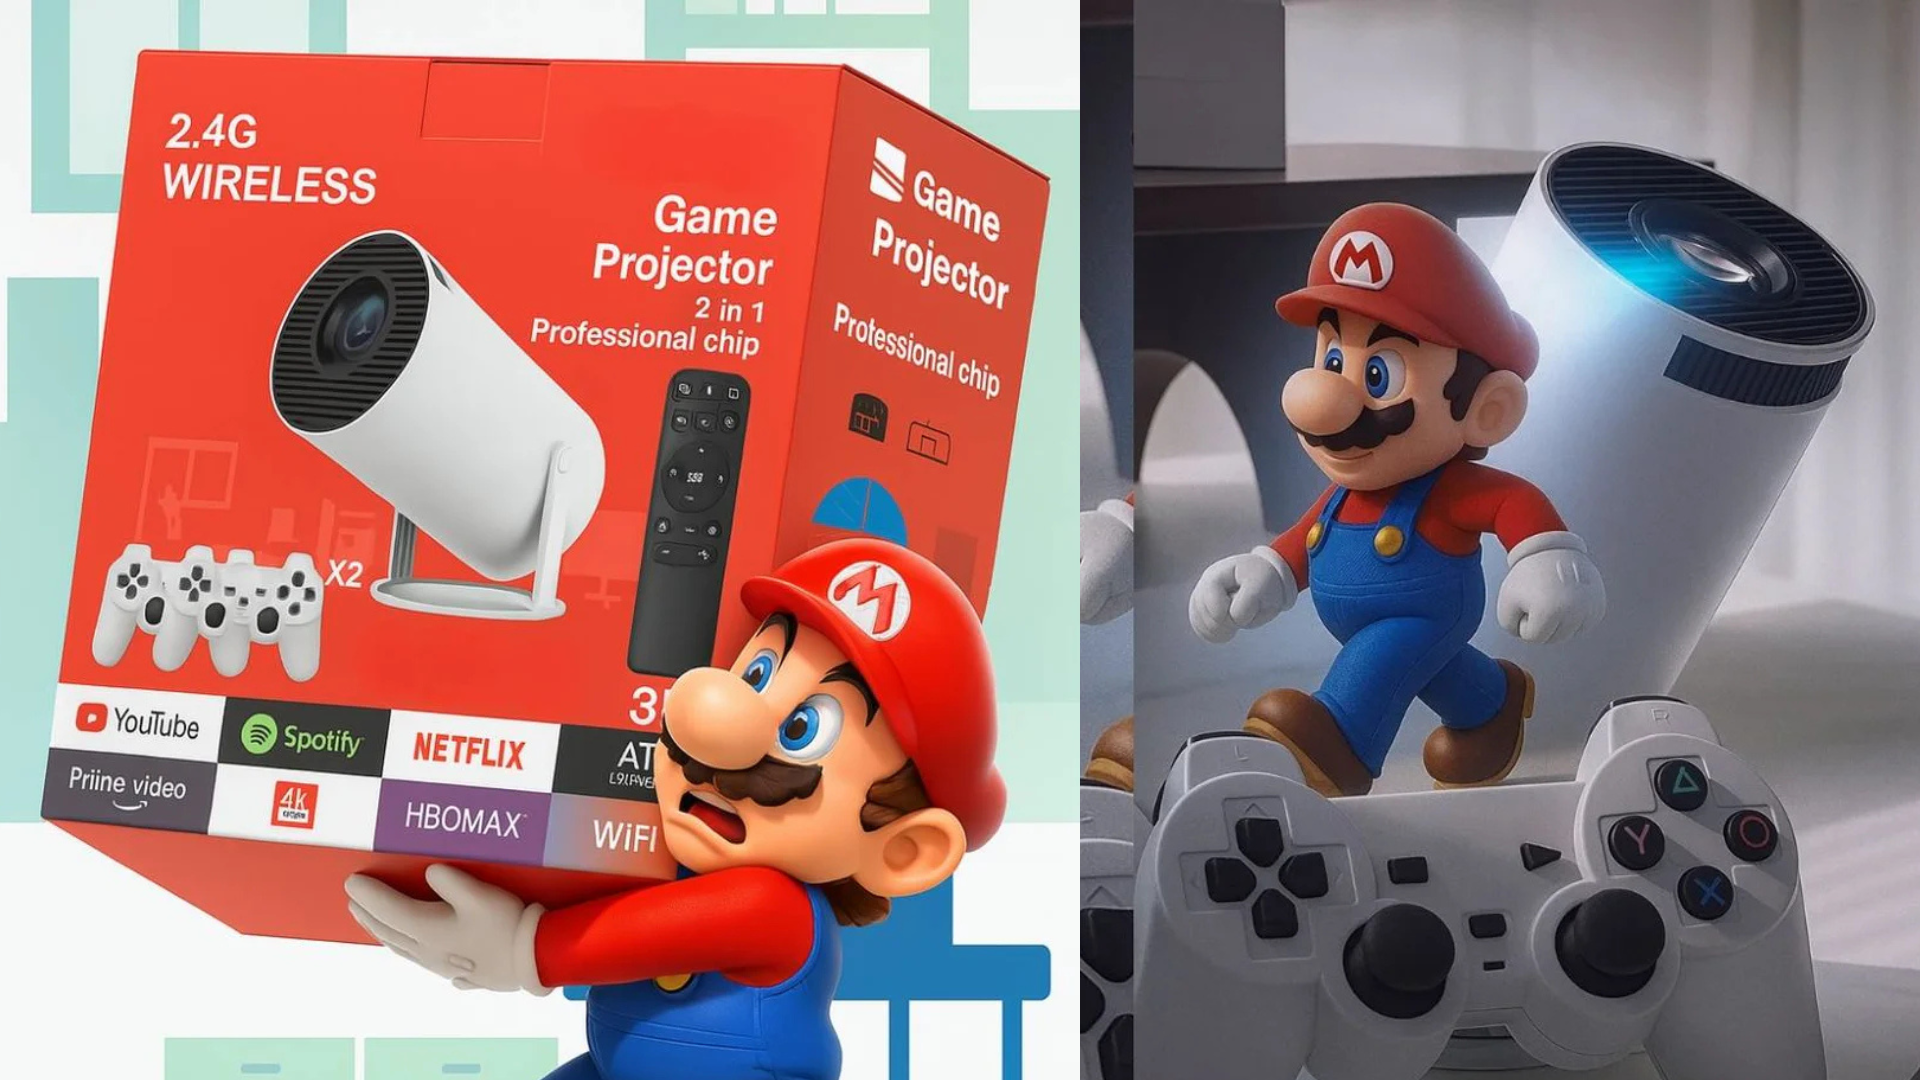 2.4G
WIRELESS
Game
Projector
2 in 1
Professional chip
X2
YouTube
Spotify
NETFLIX
Priine video
4k
HBOMAX
WiFi
Game
Projector
Protessional chip
M
M
L
R
Y
X